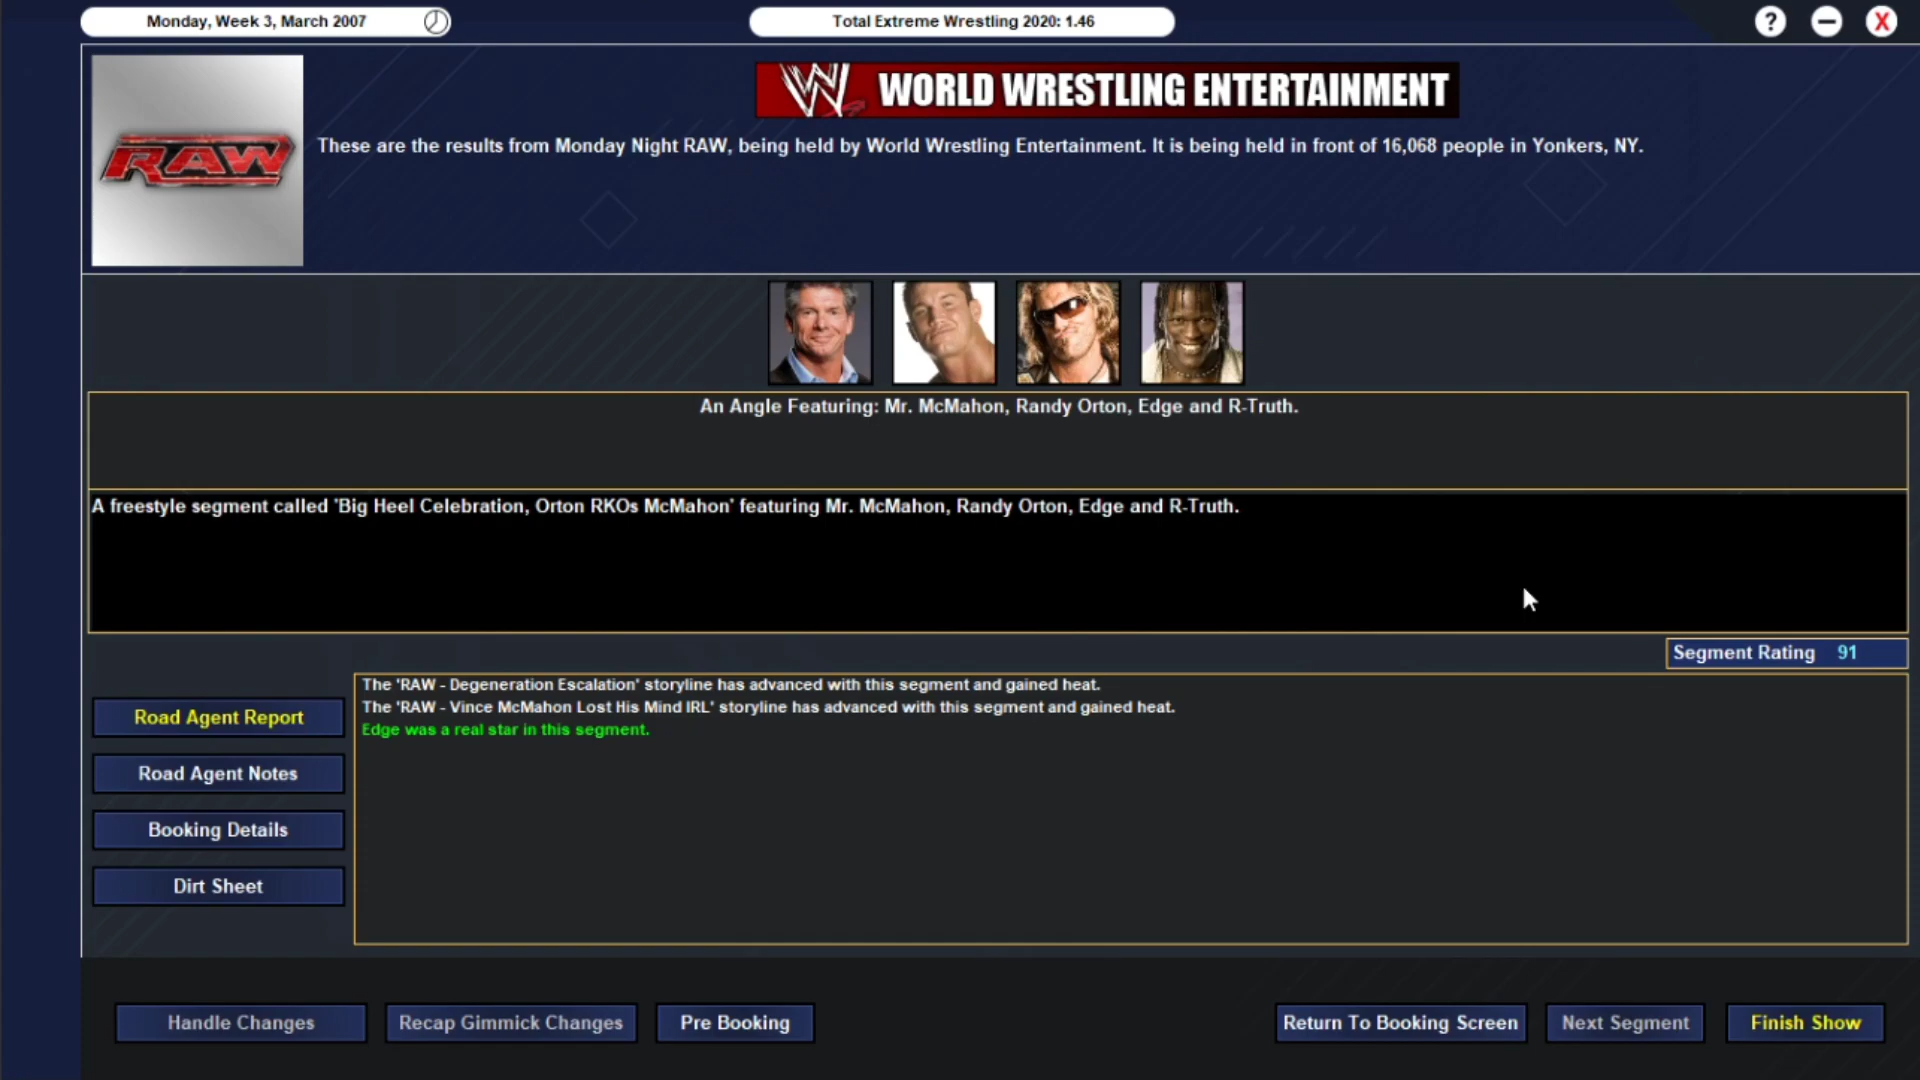 Monday, Week 3, March 2007
Total Extreme Wrestling 2020: 1.46
?
X
W WORLD WRESTLING ENTERTAINMENT
RAW
These are the results from Monday Night RAW, being held by World Wrestling Entertainment. It is being held in front of 16,068 people in Yonkers, NY.
An Angle Featuring: Mr. McMahon, Randy Orton, Edge and R-Truth.
A freestyle segment called 'Big Heel Celebration, Orton RKOs McMahon' featuring Mr. McMahon, Randy Orton, Edge and R-Truth.
Segment Rating 91
The 'RAW - Degeneration Escalation' storyline has advanced with this segment and gained heat.
The 'RAW - Vince McMahon Lost His Mind IRL' storyline has advanced with this segment and gained heat.
Edge was a real star in this segment.
Road Agent Report
Road Agent Notes
Booking Details
Dirt Sheet
Handle Changes
Recap Gimmick Changes
Pre Booking
Return To Booking Screen
Next Segment
Finish Show